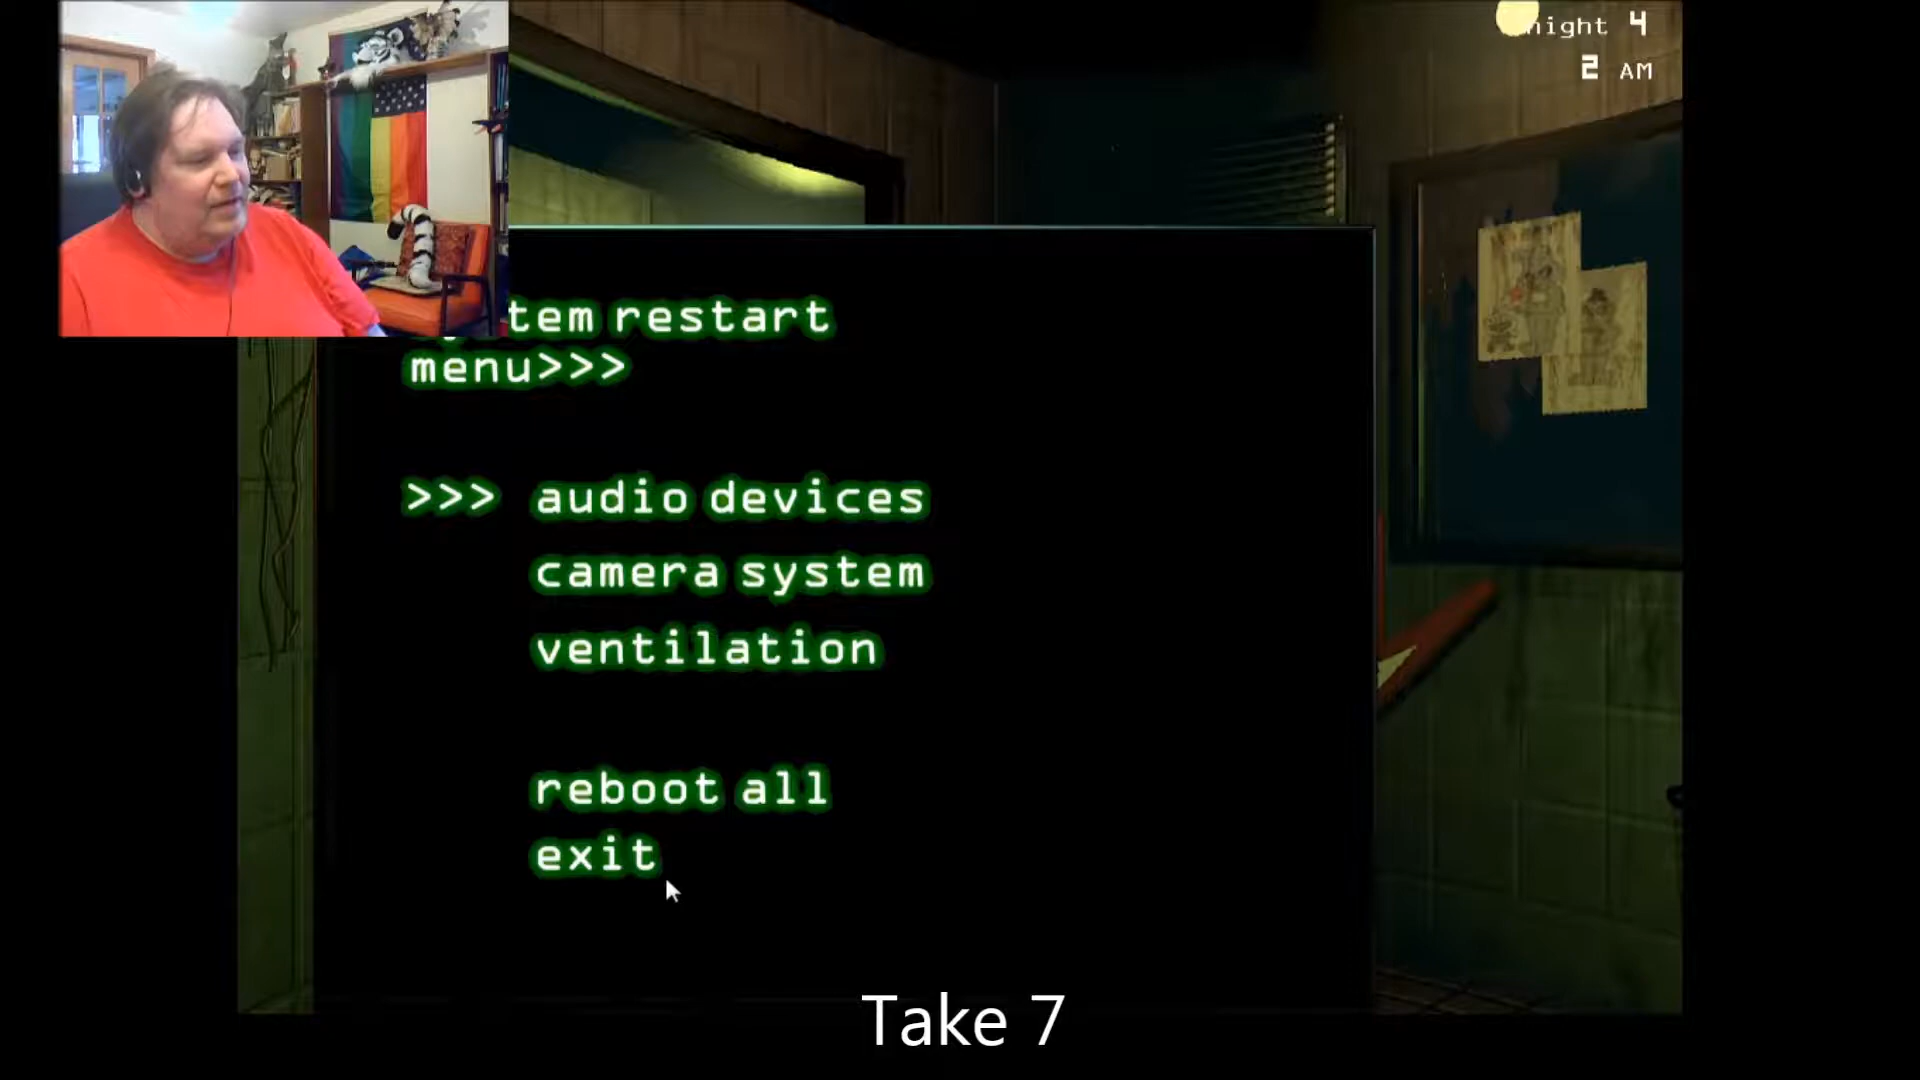 night 4
2 AM
tem restart
menu>>>
>>> audio devices
camera system
ventilation
reboot all
exit
Take 7